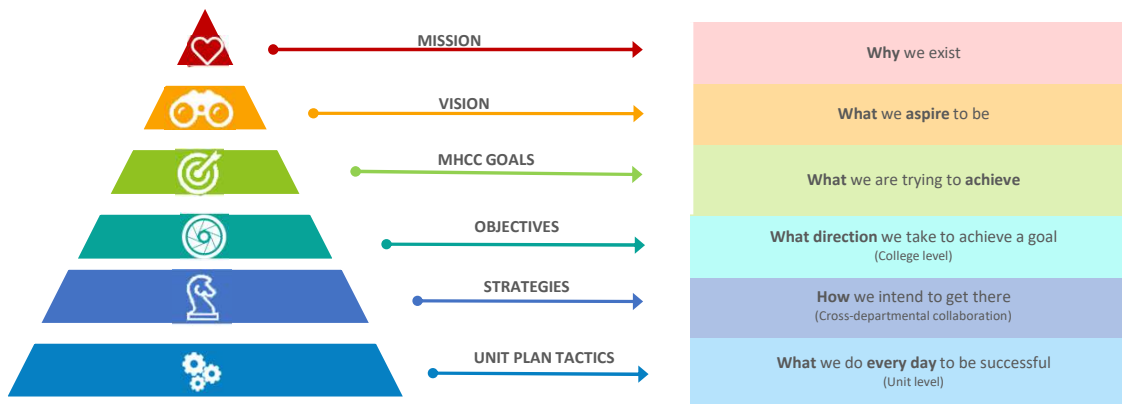 MISSION
Why we exist
VISION
What we aspire to be
MHCC GOALS
What we are trying to achieve
OBJECTIVES
What direction we take to achieve a goal
(College level)
STRATEGIES
How we intend to get there
(Cross-departmental collaboration)
UNIT PLAN TACTICS
What we do every day to be successful
(Unit level)